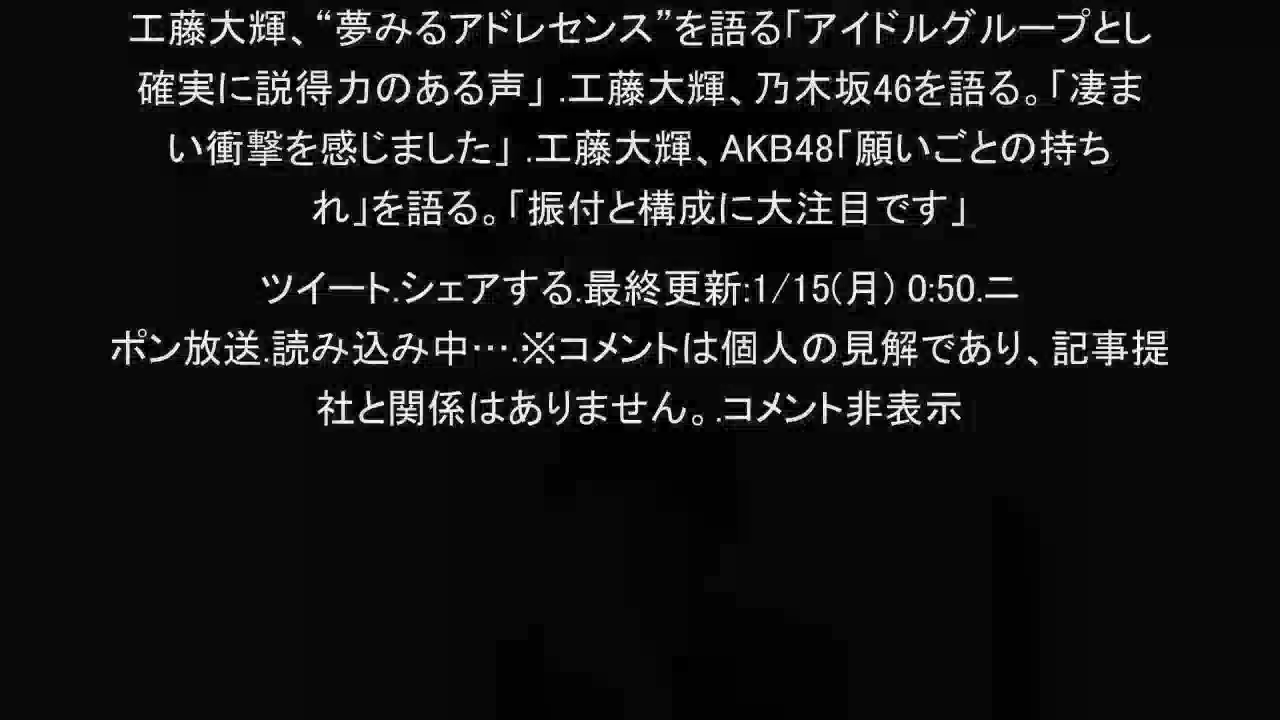 工藤大輝、“夢みるアドレセンス”を語る「アイドルグループとし
確実に説得力のある声」.工藤大輝、乃木坂46を語る。「凄ま
い衝撃を感じました」.工藤大輝、AKB48「願いごとの持ち
れ」を語る。「振付と構成に大注目です」
ツイート.シェアする.最終更新:1/15(月) 0:50.ニ
ポン放送.読み込み中….※コメントは個人の見解であり、記事提
社と関係はありません。.コメント非表示